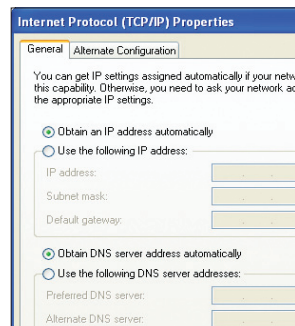 Internet Protocol (TCP/IP) Properties
General
Alternate Configuration
You can get IP settings assigned automatically if your
this capability. Otherwise, you need to ask your network
the appropriate IP settings.
Obtain an IP address automatically
Use the following IP address:
IP address:
Subnet mask:
Default gateway:
Obtain DNS server address automatically
Use the following DNS server addresses:
Preferred DNS server:
Alternate DNS server: